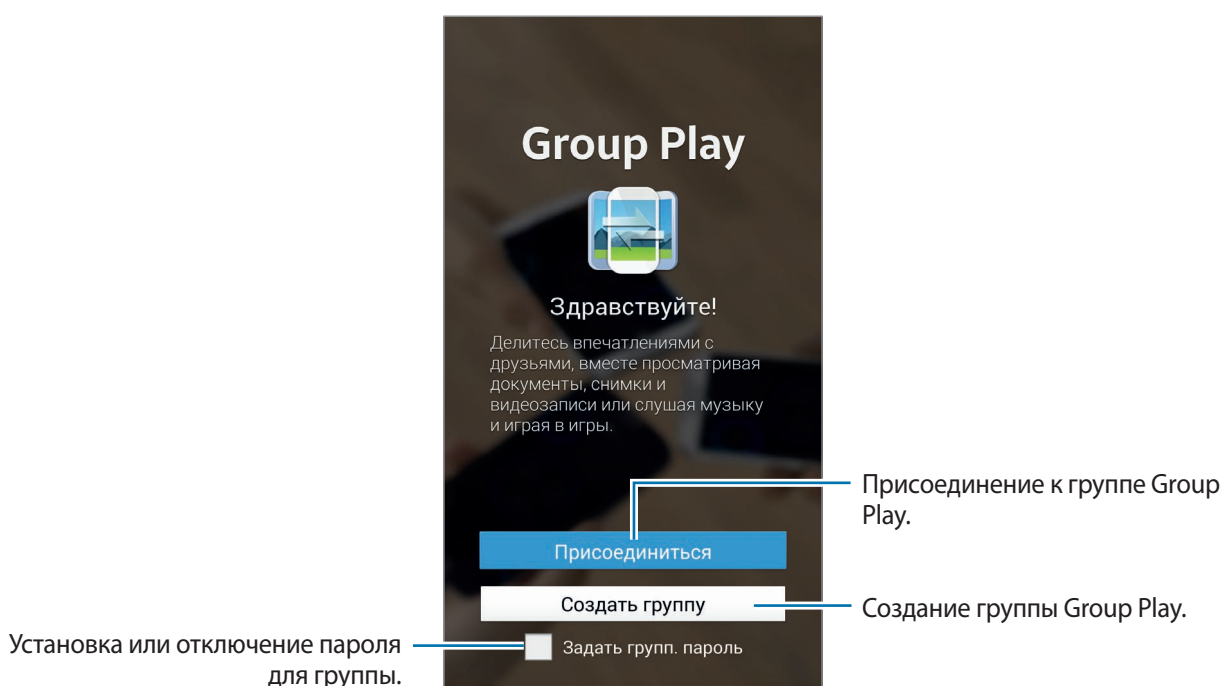 Group Play
Здравствуйте!
Делитесь впечатлениями с
друзьями, вместе просматривая
документы, снимки и
видеозаписи или слушая музыку
и играя в игры.
Присоединение к группе Group
Play.
Присоединиться
Создать группу
Создание группы Group Play.
Установка или отключение пароля
для группы.
Задать групп. пароль